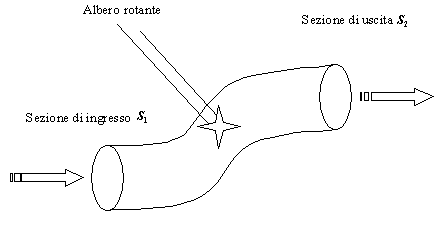 Sezione di uscita S2
Albero rotante
Sezione di ingresso S1